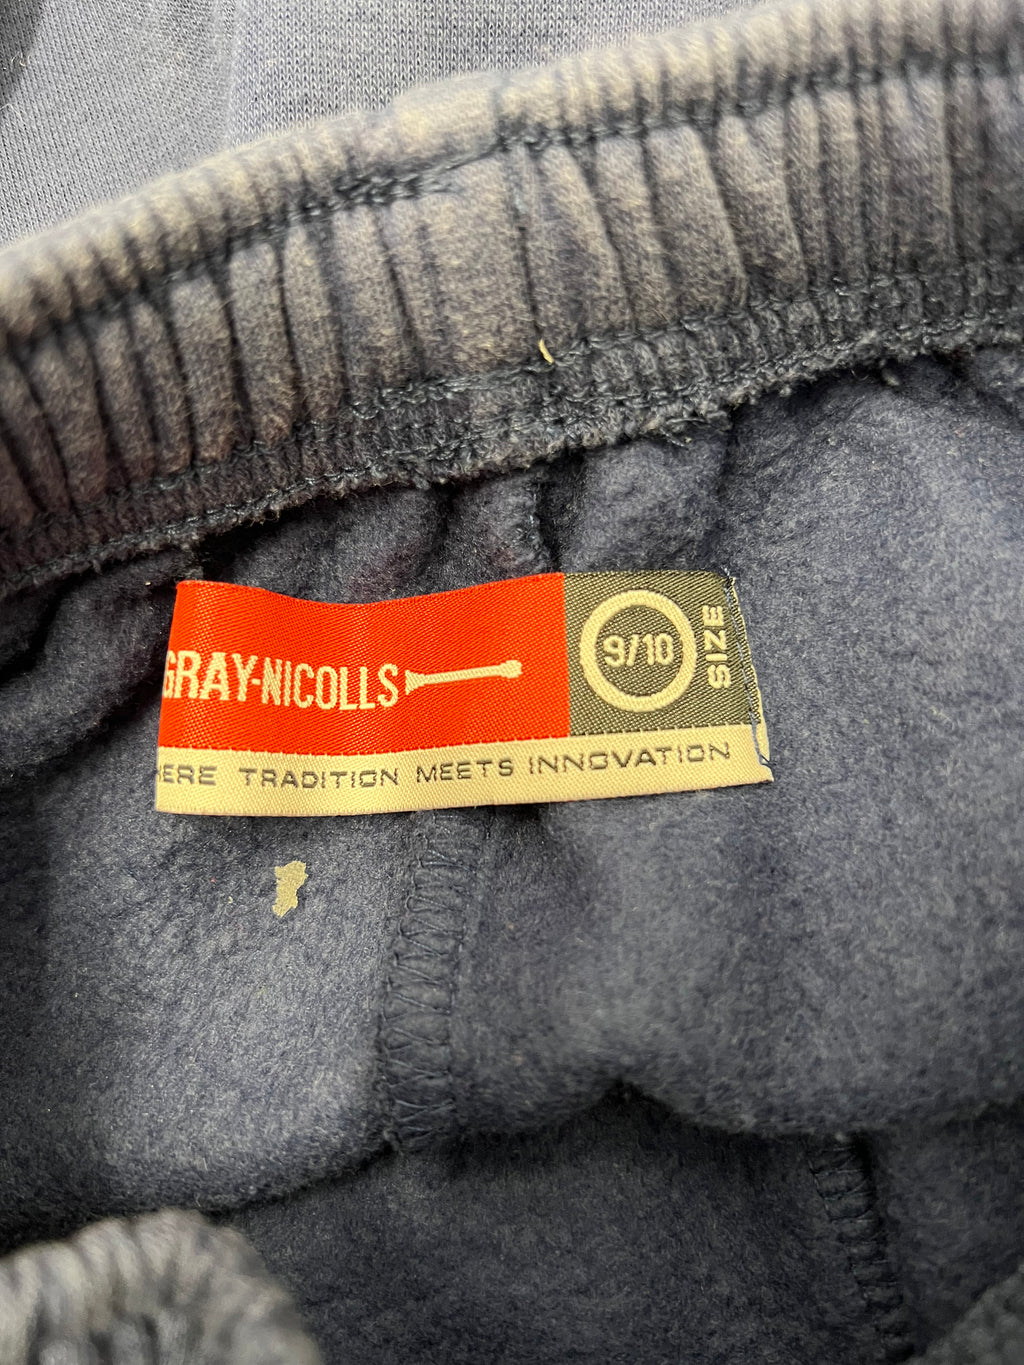 GRAY-NICOLLS
9/10
SIZE
HERE TRADITION MEETS INNOVATION